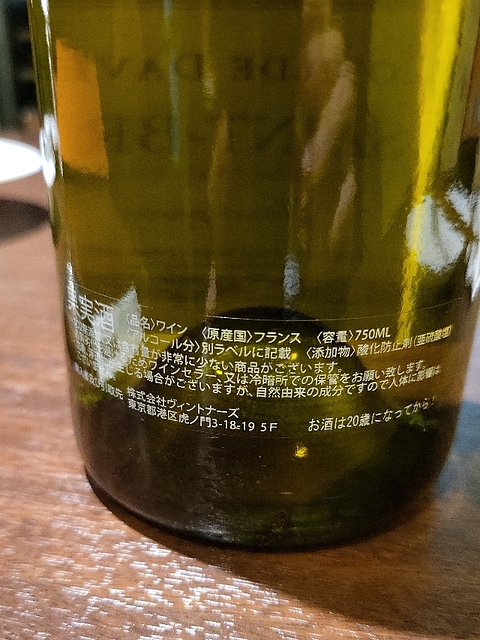 果実酒 〈品名〉ワイン 〈原産国〉フランス 〈容量〉750ML
〈アルコール分〉別ラベルに記載 〈添加物〉酸化防止剤(亜硫酸塩)
量が非常に少ない商品がございます。
ワインセラー又は冷暗所での保管をお願い致します。
じる場合がございますが、自然由来の成分ですので人体に影響は
株式会社ヴィントナーズ
東京都港区虎ノ門3-18-19 5F
お酒は20歳になってから!